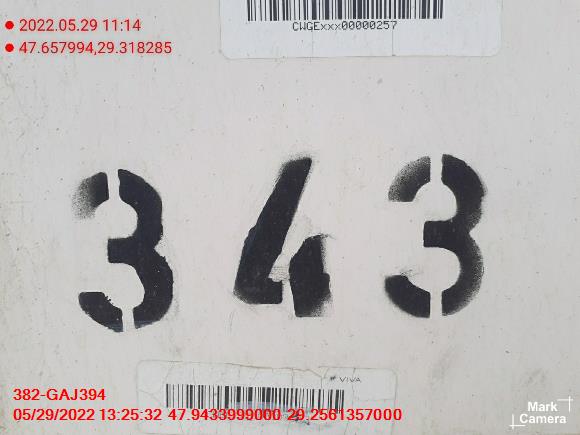 2022.05.29 11:14
CWGExxx00000257
47.657994,29.318285
343
VIVA
382-GAJ394
05/29/2022 13:25:32 47.9433999000 29.2561357000
Mark
Camera